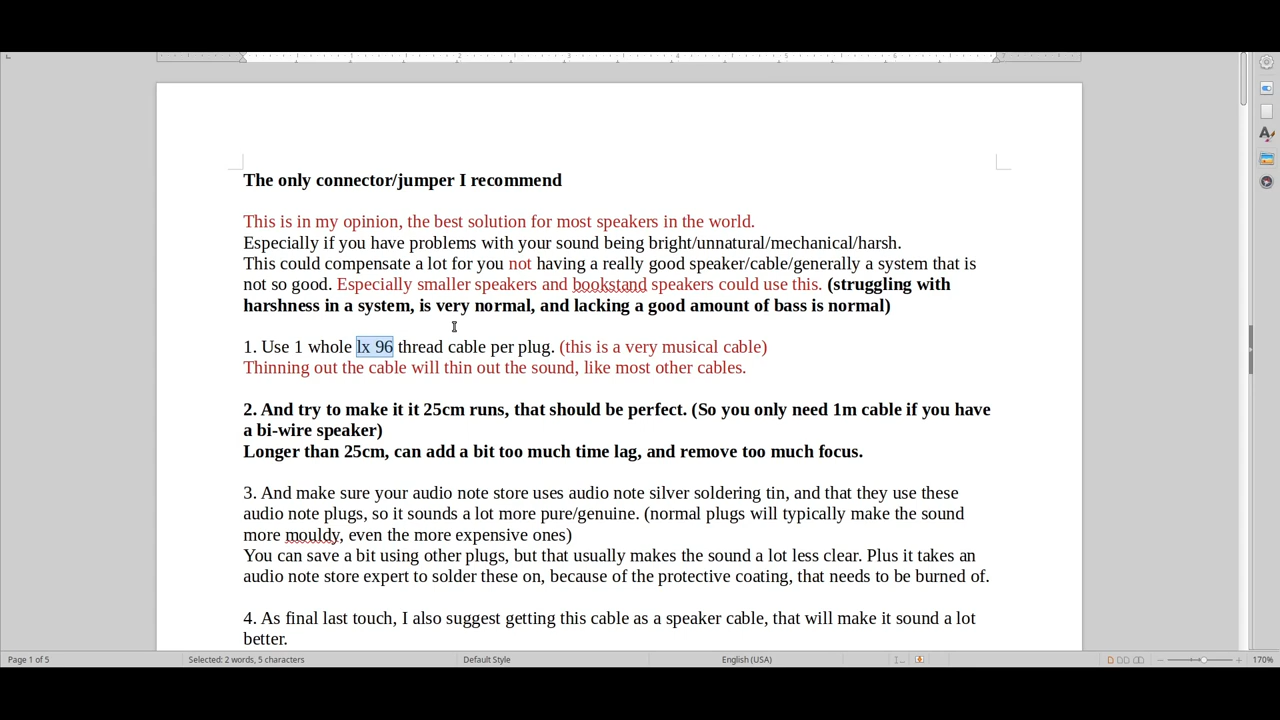 The only connector/jumper I recommend
This is in my opinion, the best solution for most speakers in the world.
Especially if you have problems with your sound being bright/unnatural/mechanical/harsh.
This could compensate a lot for you not having a really good speaker/cable/generally a system that is
not so good. Especially smaller speakers and bookstand speakers could use this. (struggling with
harshness in a system, is very normal, and lacking a good amount of bass is normal)
1. Use 1 whole lx 96 thread cable per plug. (this is a very musical cable)
Thinning out the cable will thin out the sound, like most other cables.
2. And try to make it it 25cm runs, that should be perfect. (So you only need 1m cable if you have
a bi-wire speaker)
Longer than 25cm, can add a bit too much time lag, and remove too much focus.
3. And make sure your audio note store uses audio note silver soldering tin, and that they use these
audio note plugs, so it sounds a lot more pure/genuine. (normal plugs will typically make the sound
more mouldy, even the more expensive ones)
You can save a bit using other plugs, but that usually makes the sound a lot less clear. Plus it takes an
audio note store expert to solder these on, because of the protective coating, that needs to be burned of.
4. As final last touch, I also suggest getting this cable as a speaker cable, that will make it sound a lot
better.
Page 1 of 5 Selected: 2 words, 5 characters Default Style English (USA) 170%